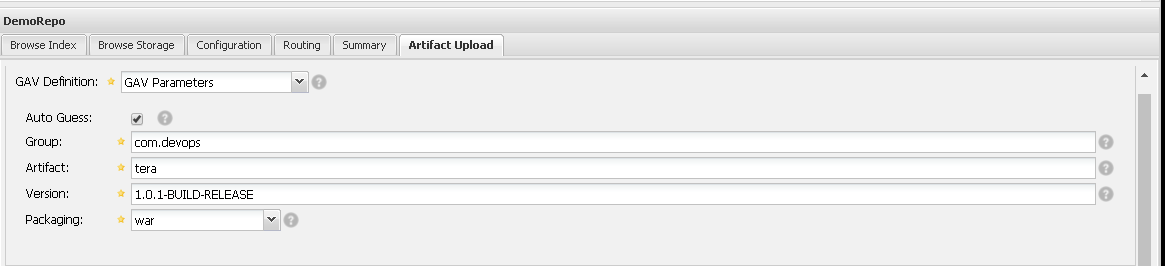 DemoRepo
Browse Index Browse Storage Configuration Routing Summary Artifact Upload
GAV Definition: GAV Parameters ?
Auto Guess: ?
Group: com.devops ?
Artifact: tera ?
Version: 1.0.1-BUILD-RELEASE ?
Packaging: war ?